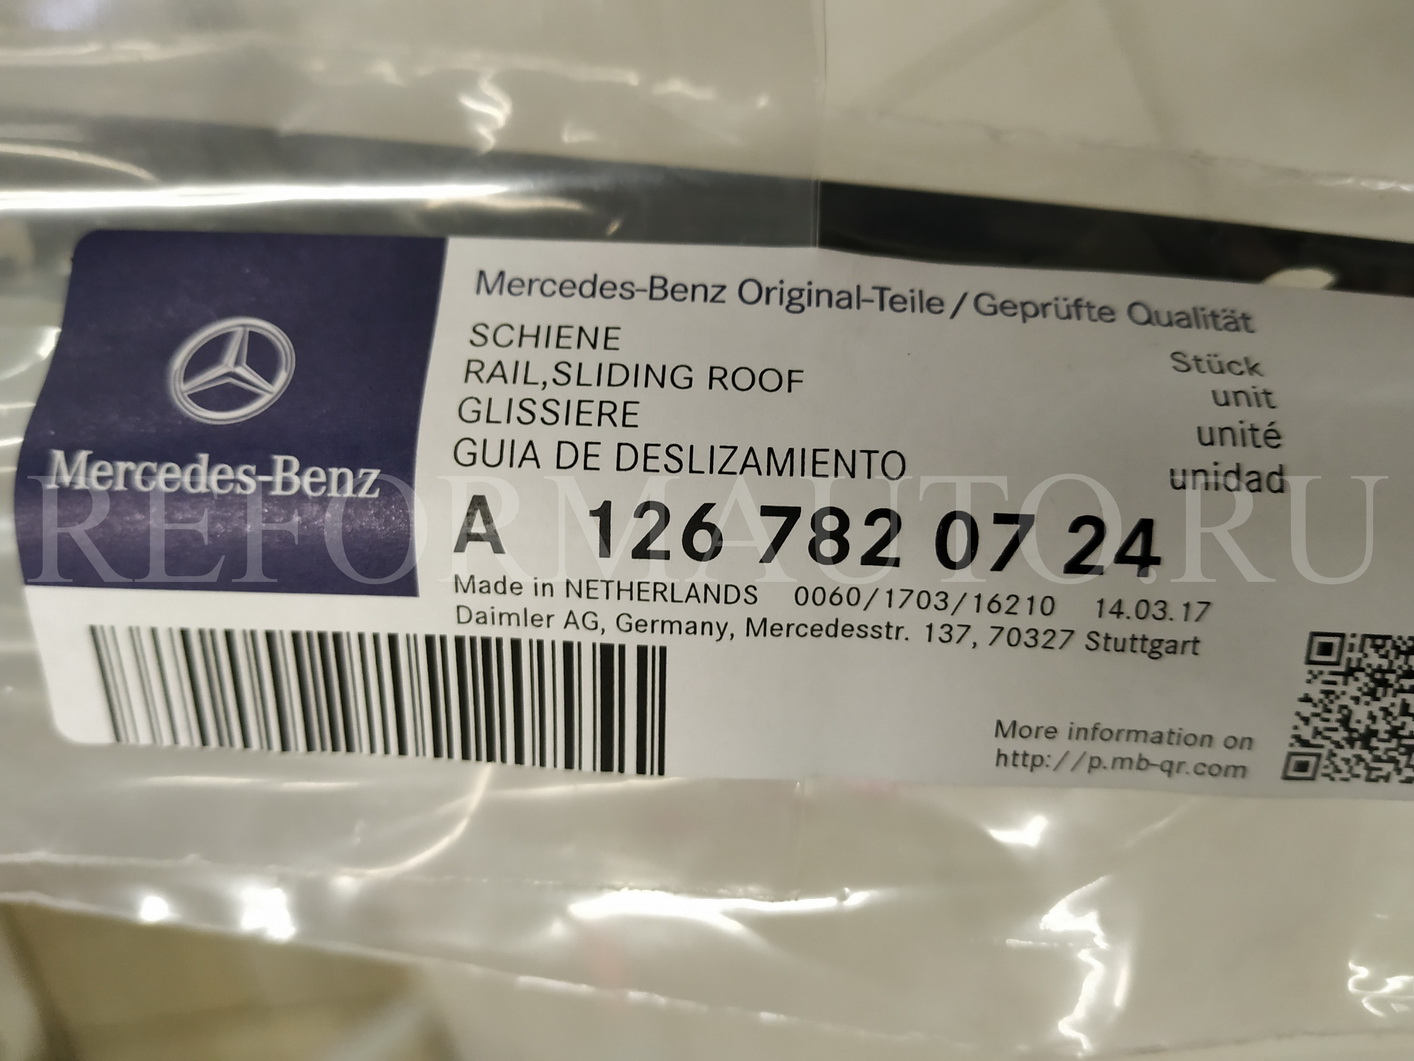 Mercedes-Benz Original-Teile / Geprüfte Qualität
SCHIENE
RAIL,SLIDING ROOF
GLISSIERE
GUIA DE DESLIZAMIENTO
Stück
unit
unité
unidad
Mercedes-Benz
REFORMAUTO.RU
A 126 782 07 24
Made in NETHERLANDS 0060/1703/16210 14.03.17
Daimler AG, Germany, Mercedesstr. 137, 70327 Stuttgart
More information on
http://p.mb-qr.com